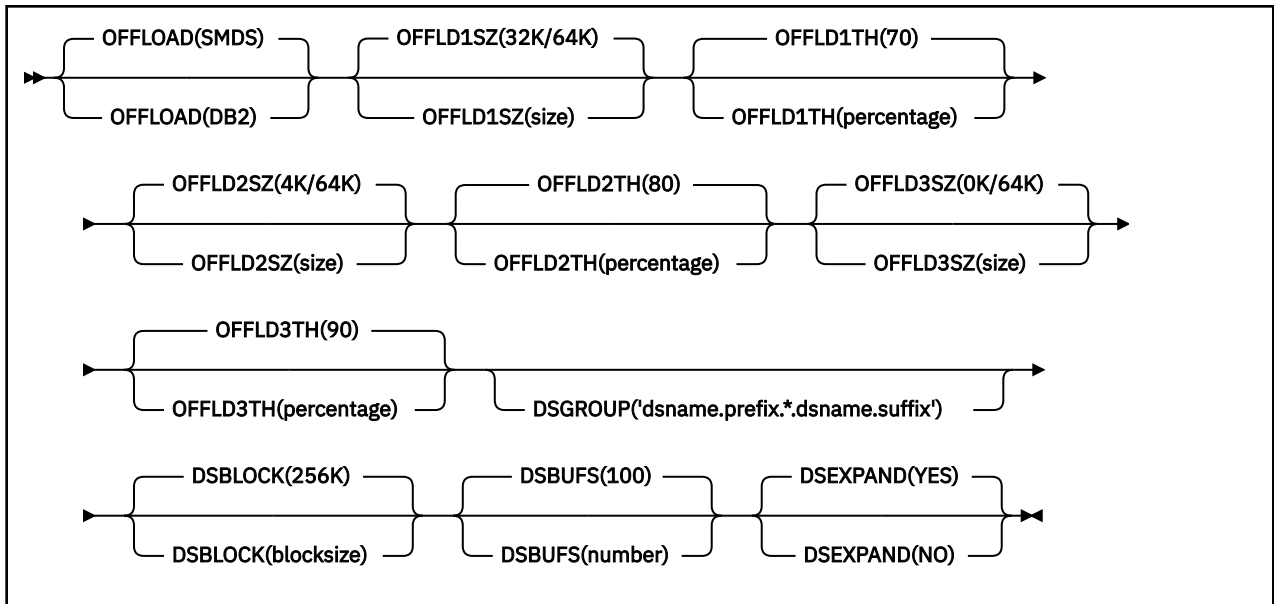 OFFLOAD(SMDS) OFFLD1SZ(32K/64K) OFFLD1TH(70)
OFFLOAD(DB2) OFFLD1SZ(size) OFFLD1TH(percentage)
OFFLD2SZ(4K/64K) OFFLD2TH(80) OFFLD3SZ(0K/64K)
OFFLD2SZ(size) OFFLD2TH(percentage) OFFLD3SZ(size)
OFFLD3TH(90)
OFFLD3TH(percentage) DSGROUP('dsname.prefix.*.dsname.suffix')
DSBLOCK(256K) DSBUFS(100) DSEXPAND(YES)
DSBLOCK(blocksize) DSBUFS(number) DSEXPAND(NO)